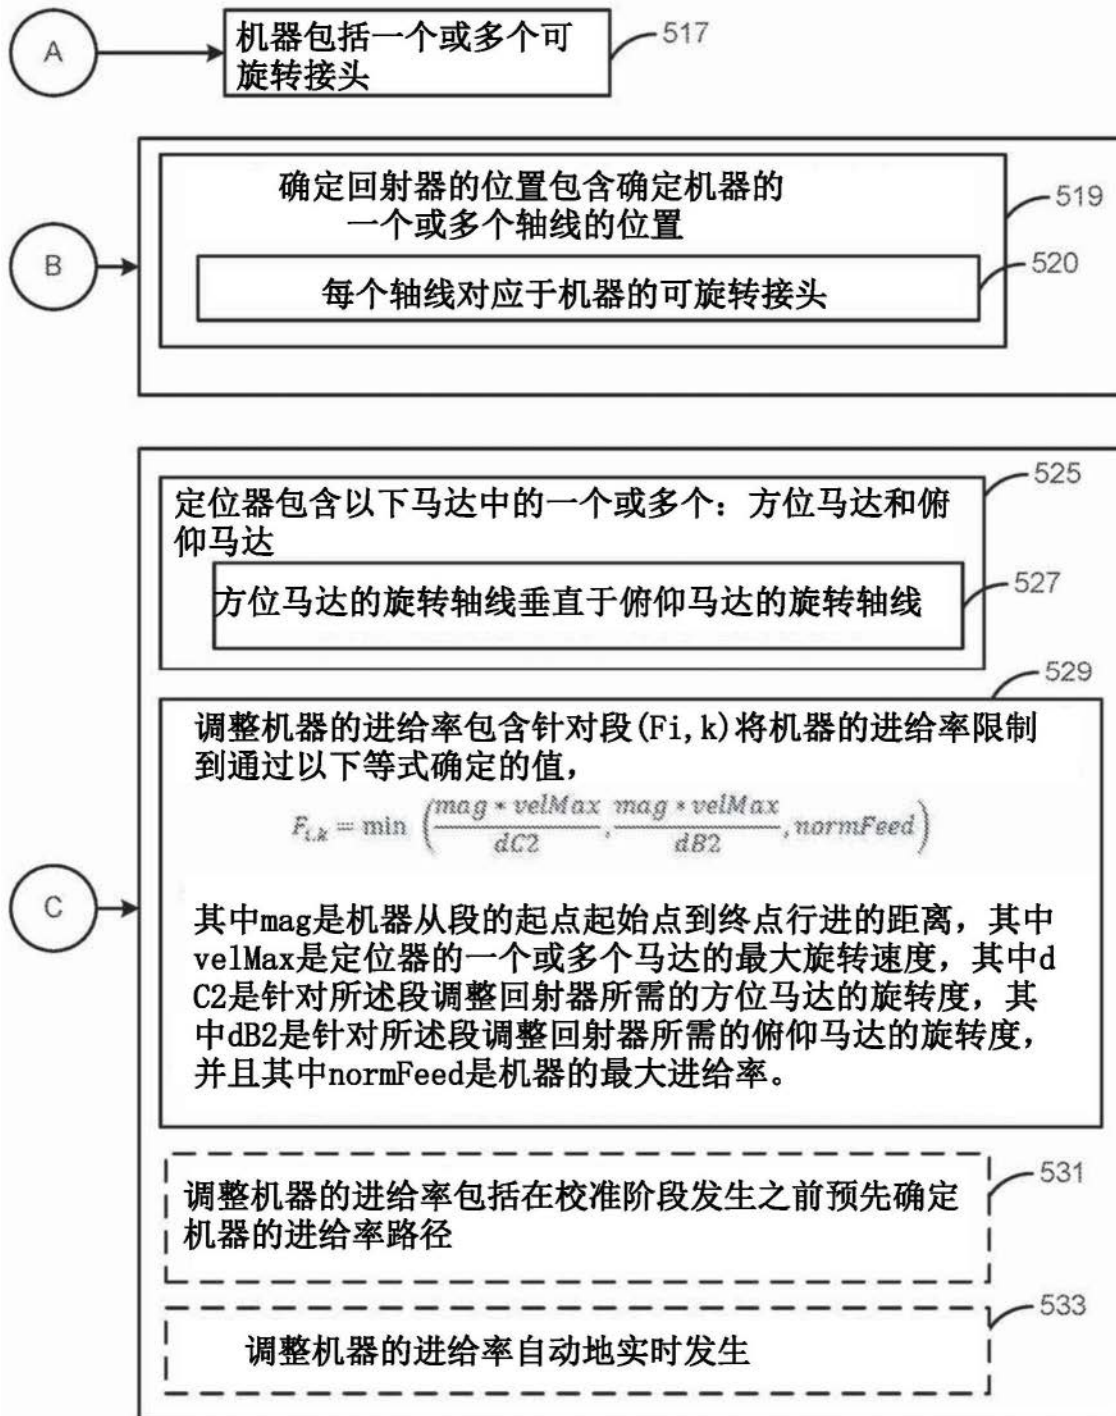 A
机器包括一个或多个可
旋转接头
517
B
确定回射器的位置包含确定机器的
一个或多个轴线的位置
519
每个轴线对应于机器的可旋转接头
520
C
定位器包含以下马达中的一个或多个：方位马达和俯
仰马达
525
方位马达的旋转轴线垂直于俯仰马达的旋转轴线
527
529
调整机器的进给率包含针对段(Fi,k)将机器的进给率限制
到通过以下等式确定的值，
F_{i,k} = min (mag * velMax / dC2, mag * velMax / dB2, normFeed)
其中mag是机器从段的起点起始点到终点行进的距离，其中
velMax是定位器的一个或多个马达的最大旋转速度，其中d
C2是针对所述段调整回射器所需的方位马达的旋转度，其
中dB2是针对所述段调整回射器所需的俯仰马达的旋转度，
并且其中normFeed是机器的最大进给率。
调整机器的进给率包括在校准阶段发生之前预先确定
机器的进给率路径
531
调整机器的进给率自动地实时发生
533